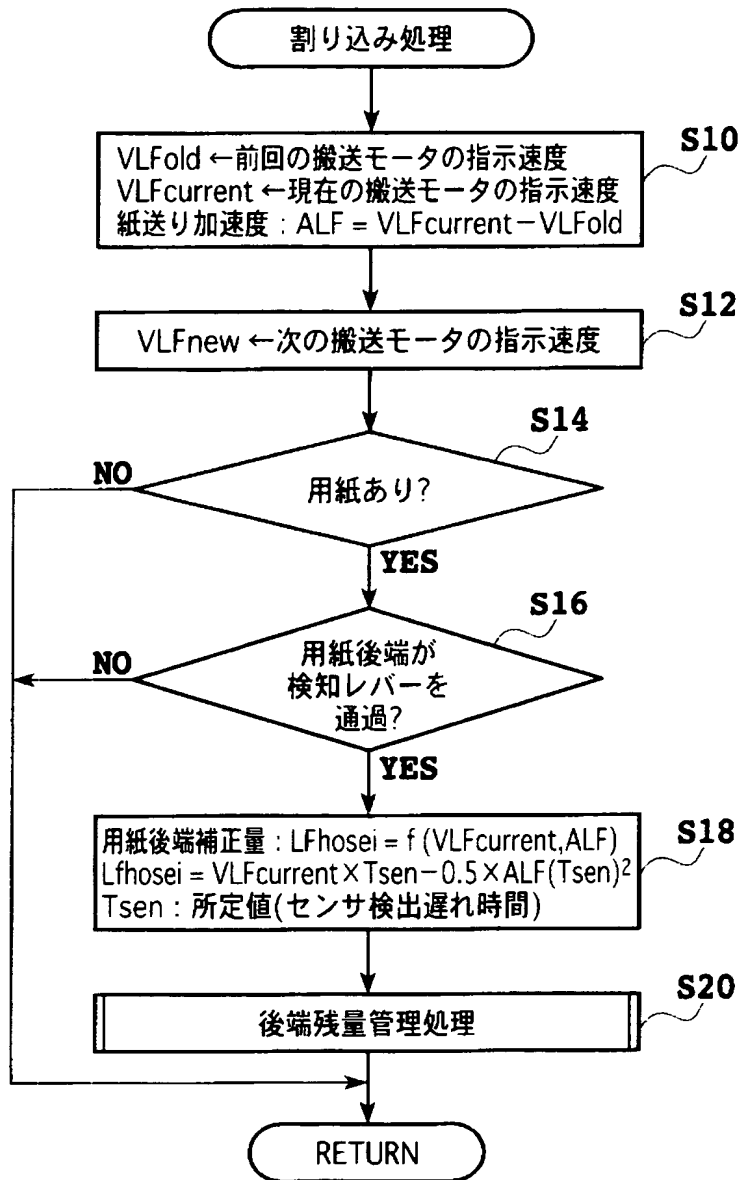 割り込み処理
S10
VLFold ←前回の搬送モータの指示速度
VLFcurrent ←現在の搬送モータの指示速度
紙送り加速度 : ALF = VLFcurrent−VLFold
S12
VLFnew ←次の搬送モータの指示速度
S14
NO
用紙あり?
YES
S16
NO
用紙後端が
検知レバーを
通過?
YES
S18
用紙後端補正量 : LFhosei = f (VLFcurrent,ALF)
Lfhosei = VLFcurrent×Tsen−0.5×ALF(Tsen)²
Tsen : 所定値(センサ検出遅れ時間)
S20
後端残量管理処理
RETURN